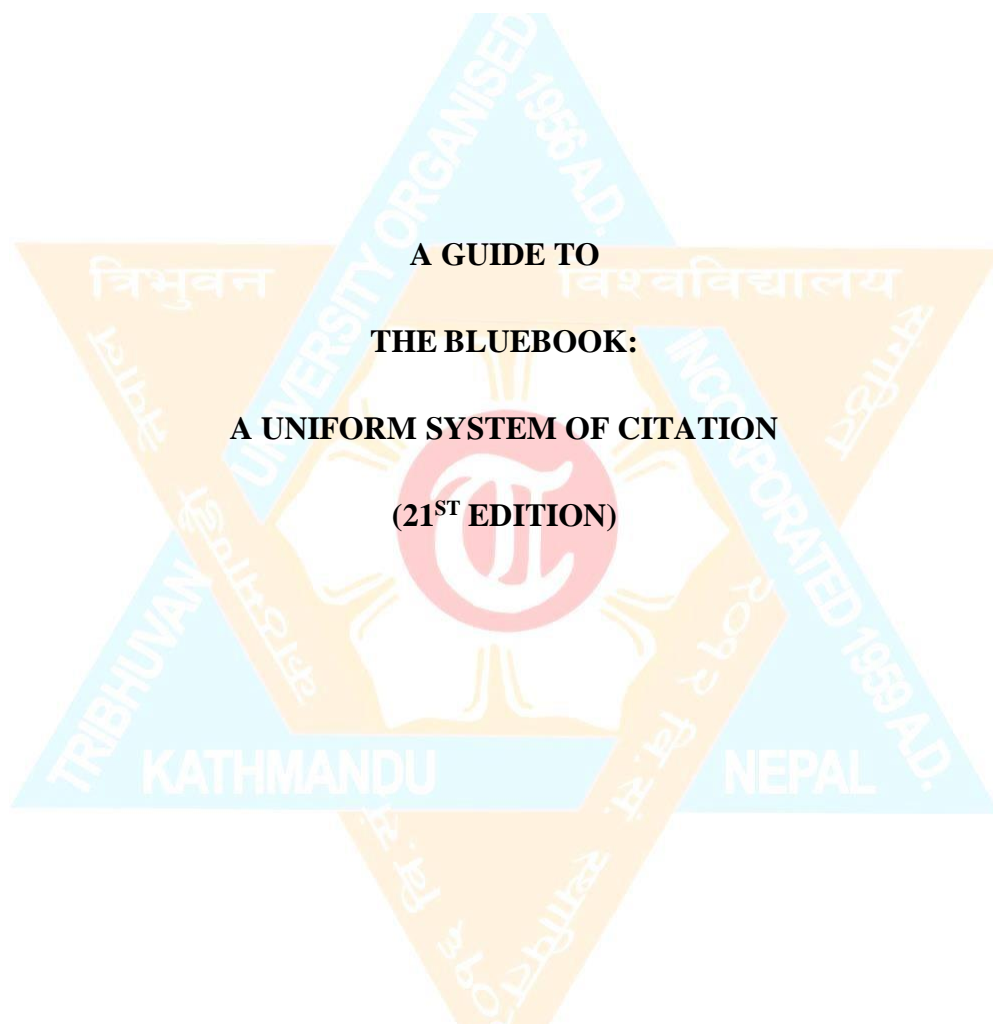 A GUIDE TO
THE BLUEBOOK:
A UNIFORM SYSTEM OF CITATION
(21ST EDITION)
UNIVERSITY ORGANISED 1956 A.D.
त्रिभुवन विश्वविद्यालय
INCORPORATED 1959 A.D.
TRIBHUVAN
KATHMANDU NEPAL